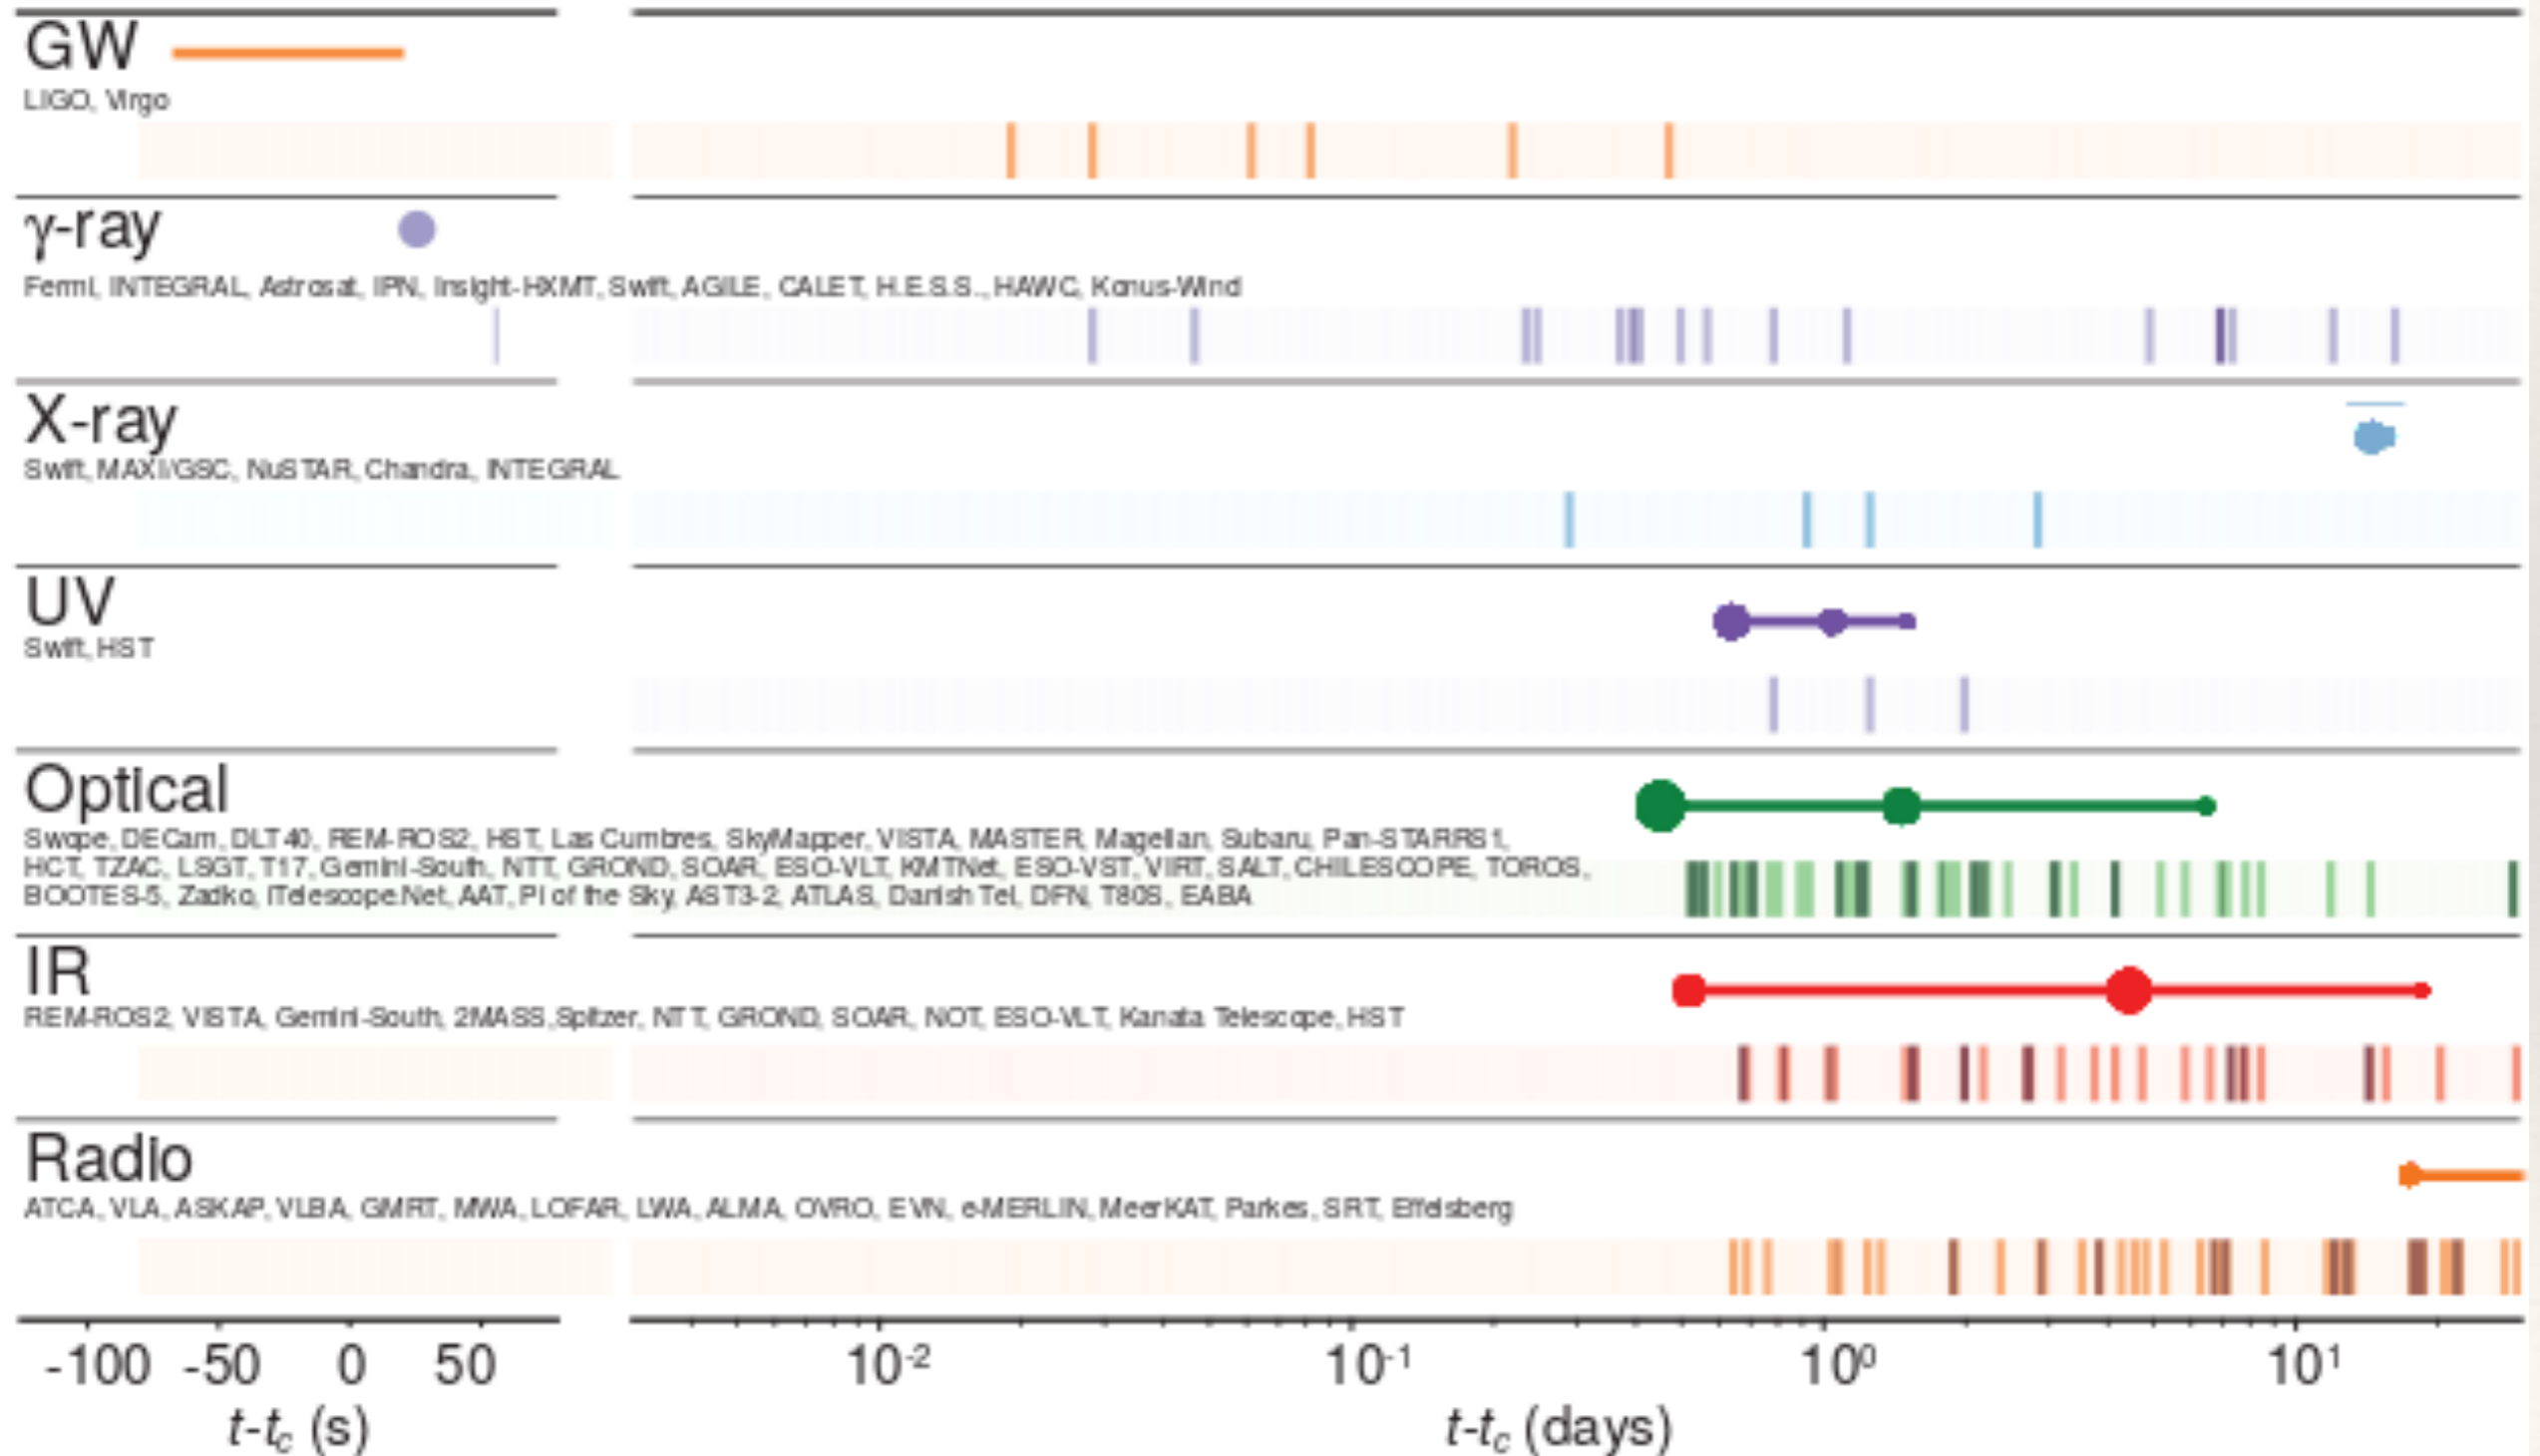 GW
LIGO, Virgo
γ-ray
Fermi, INTEGRAL, Astrosat, IPN, Insight-HXMT, Swift, AGILE, CALET, H.E.S.S., HAWC, Konus-Wind
X-ray
Swift, MAXI/GSC, NuSTAR, Chandra, INTEGRAL
UV
Swift, HST
Optical
Swope, DECam, DLT40, REM-ROS2, HST, Las Cumbres, SkyMapper, VISTA, MASTER, Magellan, Subaru, Pan-STARRS1,
HCT, TZAC, LSGT, T17, Gemini-South, NTT, GROND, SOAR, ESO-VLT, KMTNet, ESO-VST, VIRT, SALT, CHILESCOPE, TOROS,
BOOTES-5, Zadko, iTelescope.Net, AAT, Pi of the Sky, AST3-2, ATLAS, Danish Tel, DFN, T80S, EABA
IR
REM-ROS2, VISTA, Gemini-South, 2MASS,Spitzer, NTT, GROND, SOAR, NOT, ESO-VLT, Kanata Telescope, HST
Radio
ATCA, VLA, ASKAP, VLBA, GMRT, MWA, LOFAR, LWA, ALMA, OVRO, EVN, e-MERLIN, MeerKAT, Parkes, SRT, Effelsberg
-100 -50 0 50 10⁻² 10⁻¹ 10⁰ 10¹
t-t_c (s) t-t_c (days)